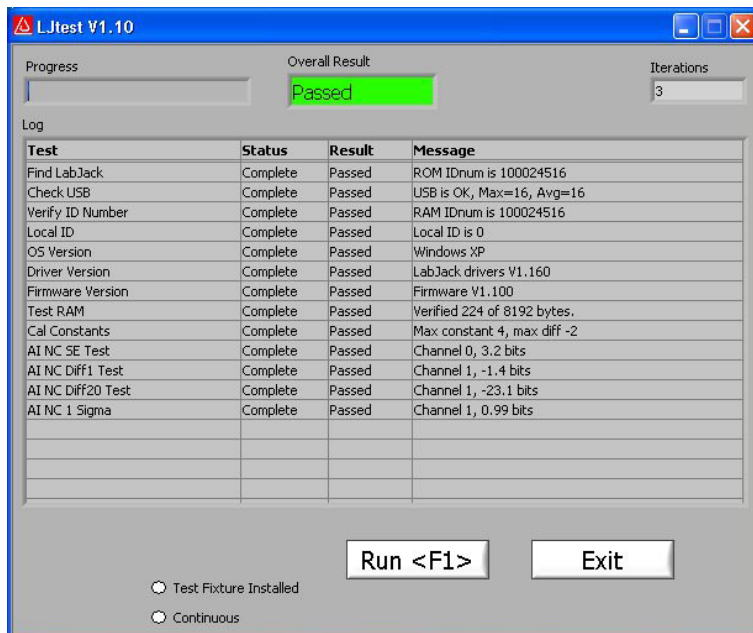 LJtest V1.10
Progress
Overall Result
Iterations
Passed
3
Log
Test Status Result Message
Find LabJack Complete Passed ROM IDnum is 100024516
Check USB Complete Passed USB is OK, Max=16, Avg=16
Verify ID Number Complete Passed RAM IDnum is 100024516
Local ID Complete Passed Local ID is 0
OS Version Complete Passed Windows XP
Driver Version Complete Passed LabJack drivers V1.160
Firmware Version Complete Passed Firmware V1.100
Test RAM Complete Passed Verified 224 of 8192 bytes.
Cal Constants Complete Passed Max constant 4, max diff -2
AI NC SE Test Complete Passed Channel 0, 3.2 bits
AI NC Diff1 Test Complete Passed Channel 1, -1.4 bits
AI NC Diff20 Test Complete Passed Channel 1, -23.1 bits
AI NC 1 Sigma Complete Passed Channel 1, 0.99 bits
Run <F1> Exit
Test Fixture Installed
Continuous